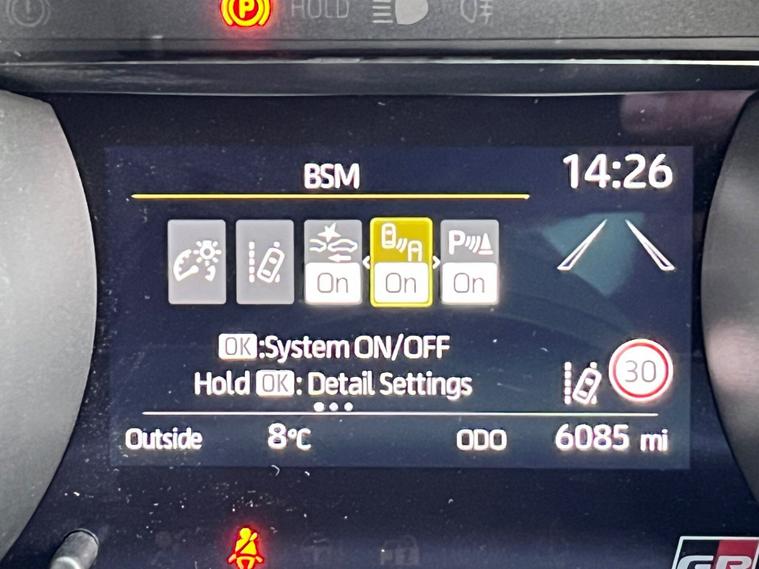 P
HOLD
BSM
14:26
P
On
On
On
OK:System ON/OFF
Hold OK: Detail Settings
30
Outside 8°C ODO 6085 mi
GR